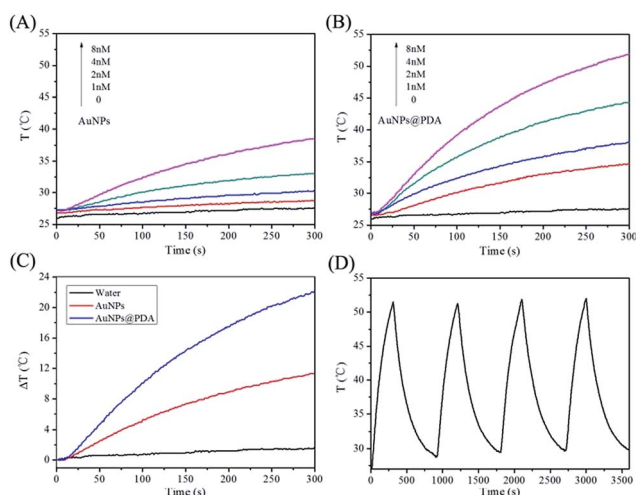 (A)
55
50
45
40
35
30
25
T (℃)
8nM
4nM
2nM
1nM
0
AuNPs
0 50 100 150 200 250 300
Time (s)
(B)
55
50
45
40
35
30
25
T (℃)
8nM
4nM
2nM
1nM
0
AuNPs@PDA
0 50 100 150 200 250 300
Time (s)
(C)
24
20
16
12
8
4
0
ΔT (℃)
Water
AuNPs
AuNPs@PDA
0 50 100 150 200 250 300
Time (s)
(D)
55
50
45
40
35
30
T (℃)
0 500 1000 1500 2000 2500 3000 3500
Time (s)